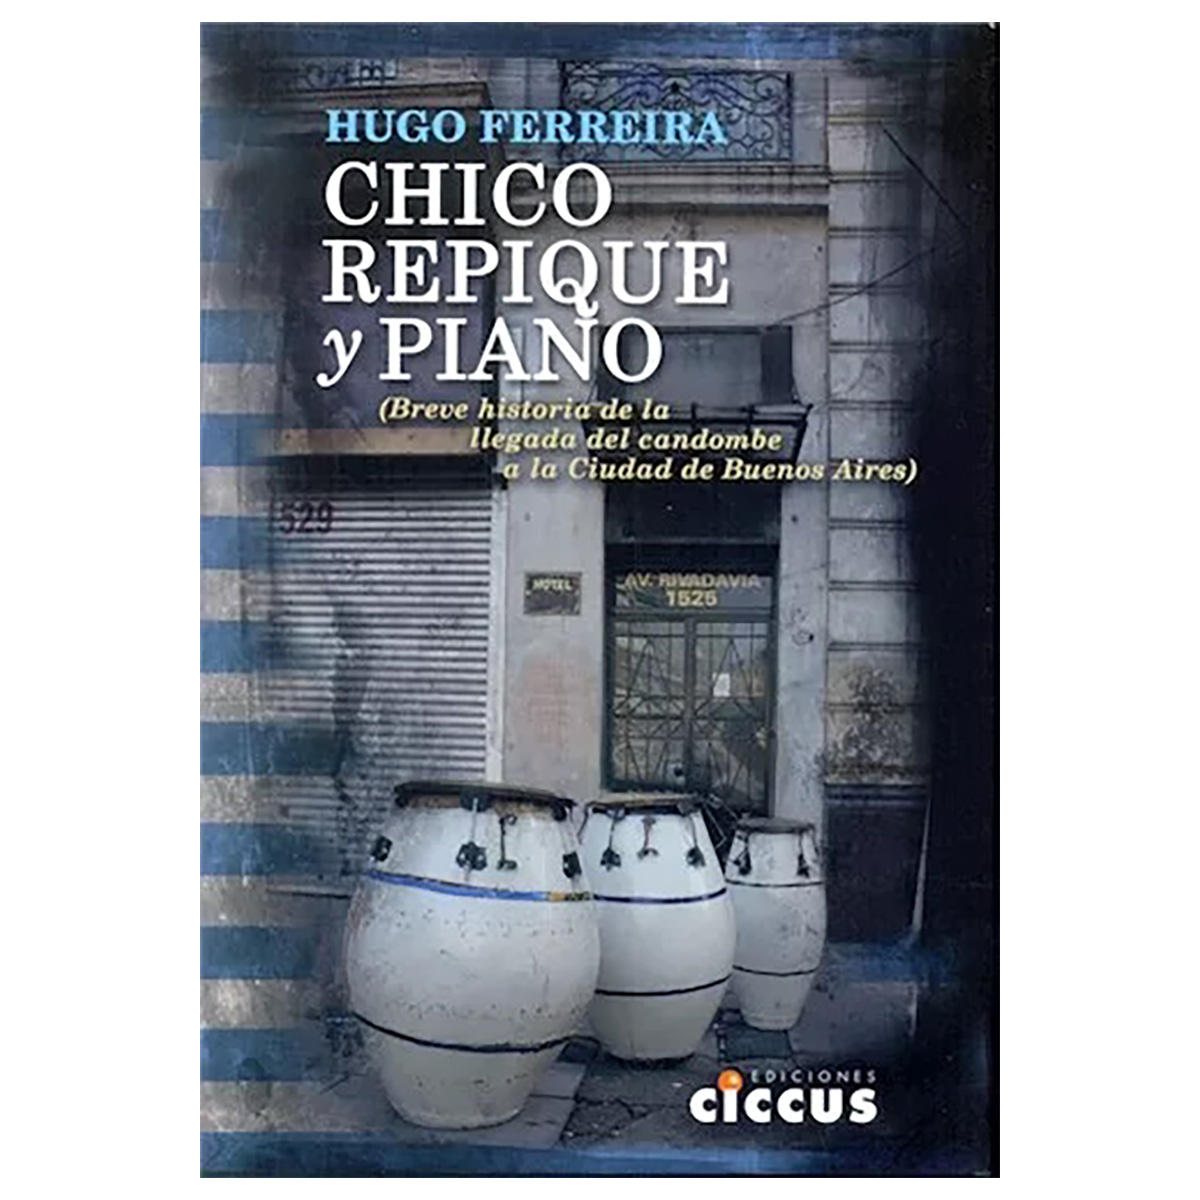 HUGO FERREIRA
CHICO
REPIQUE
y PIANO
(Breve historia de la
llegada del candombe
a la Ciudad de Buenos Aires)
529
HOTEL
AV. RIVADAVIA
1525
EDICIONES
CICCUS